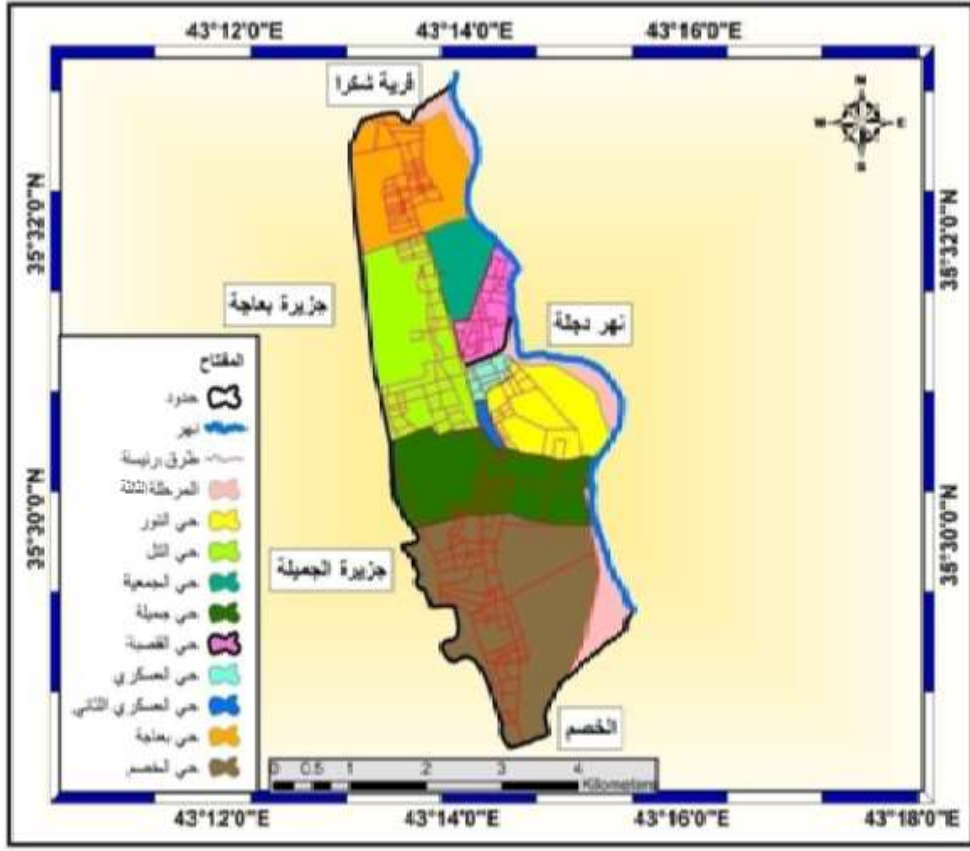 43°12'0"E 43°14'0"E 43°16'0"E
قرية شكرا
N
W E
S
35°32'0"N 35°32'0"N
جزيرة بعاجة
نهر دجلة
المفتاح
حدود
نهر
طرق رئيسة
المرحلة الثالثة
حي النور
حي التل
حي الجمعية
حي جميلة
حي القصبة
حي العسكري
حي العسكري الثاني
حي بعاجة
حي الخصم
35°30'0"N 35°30'0"N
جزيرة الجميلة
الخصم
0 0.5 1 2 3 4
Kilometers
43°12'0"E 43°14'0"E 43°16'0"E 43°18'0"E